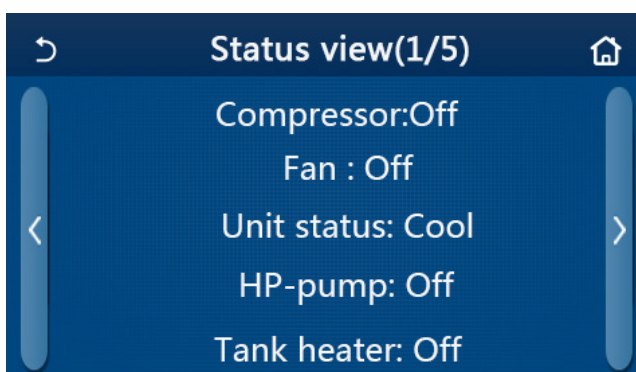 Status view(1/5)
Compressor:Off
Fan : Off
Unit status: Cool
HP-pump: Off
Tank heater: Off